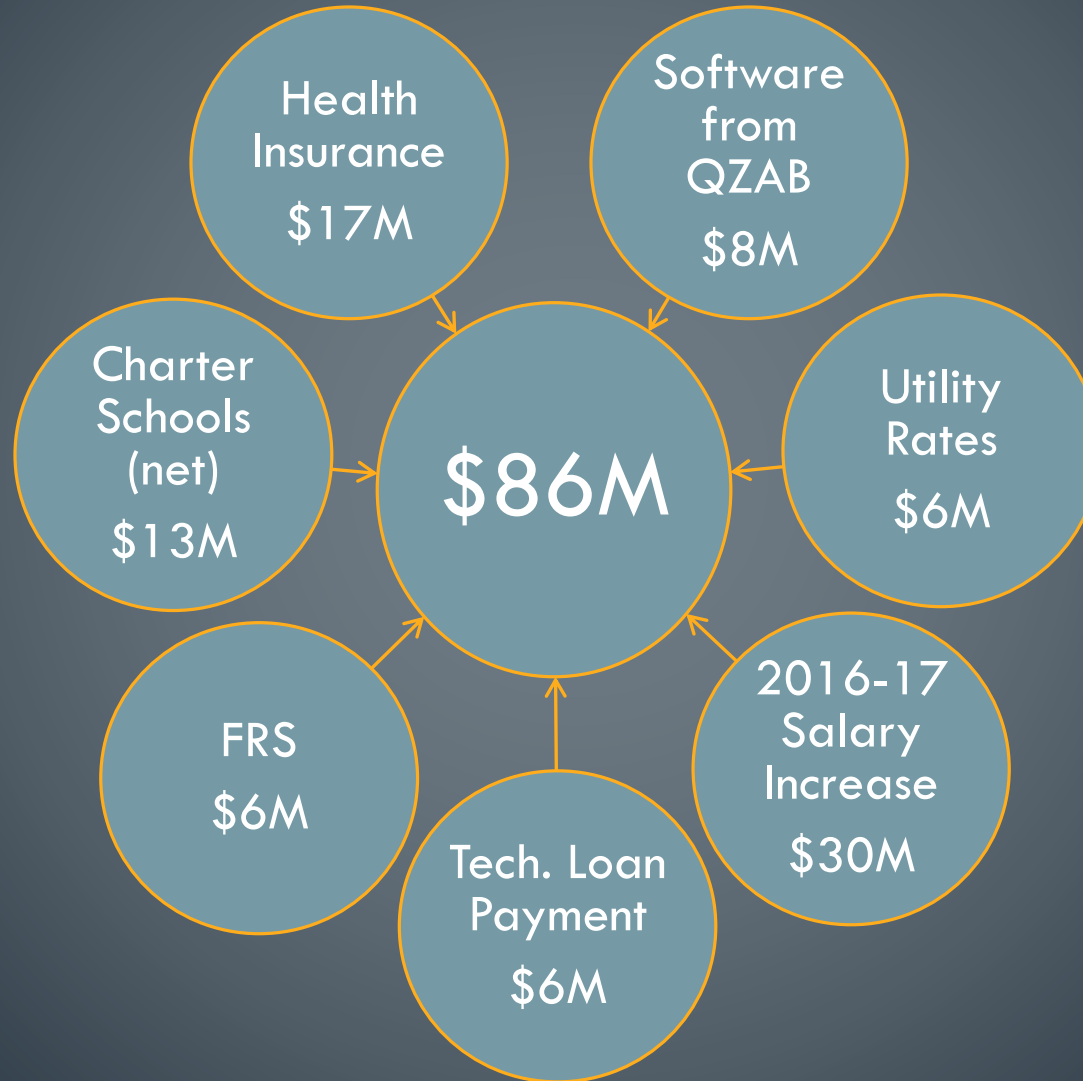 Health
Insurance
$17M
Software
from
QZAB
$8M
Charter
Schools
(net)
$13M
$86M
Utility
Rates
$6M
FRS
$6M
2016-17
Salary
Increase
$30M
Tech. Loan
Payment
$6M